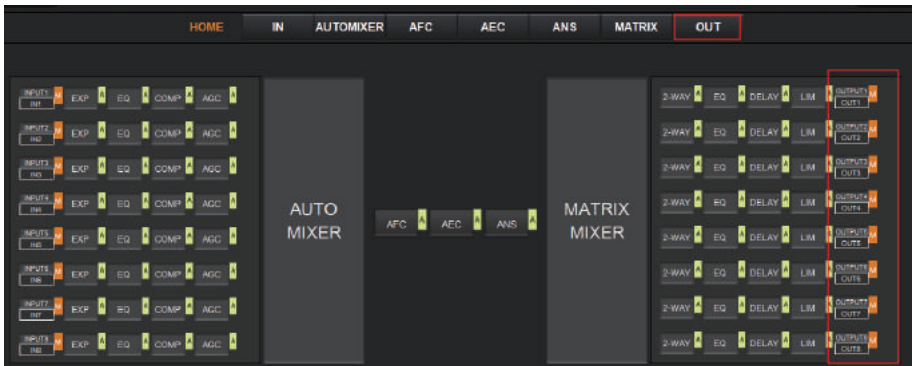 HOME IN AUTOMIXER AFC AEC ANS MATRIX OUT
INPUT1 M EXP A EQ A COMP A AGC A 2-WAY A EQ A DELAY A LIM A OUTPUT1 M
IN1 OUT1
INPUT2 M EXP A EQ A COMP A AGC A 2-WAY A EQ A DELAY A LIM A OUTPUT2 M
IN2 OUT2
INPUT3 M EXP A EQ A COMP A AGC A 2-WAY A EQ A DELAY A LIM A OUTPUT3 M
IN3 OUT3
INPUT4 M EXP A EQ A COMP A AGC A 2-WAY A EQ A DELAY A LIM A OUTPUT4 M
IN4 OUT4
AUTO
MIXER
AFC A AEC A ANS A
MATRIX
MIXER
INPUT5 M EXP A EQ A COMP A AGC A 2-WAY A EQ A DELAY A LIM A OUTPUT5 M
IN5 OUT5
INPUT6 M EXP A EQ A COMP A AGC A 2-WAY A EQ A DELAY A LIM A OUTPUT6 M
IN6 OUT6
INPUT7 M EXP A EQ A COMP A AGC A 2-WAY A EQ A DELAY A LIM A OUTPUT7 M
IN7 OUT7
INPUT8 M EXP A EQ A COMP A AGC A 2-WAY A EQ A DELAY A LIM A OUTPUT8 M
IN8 OUT8